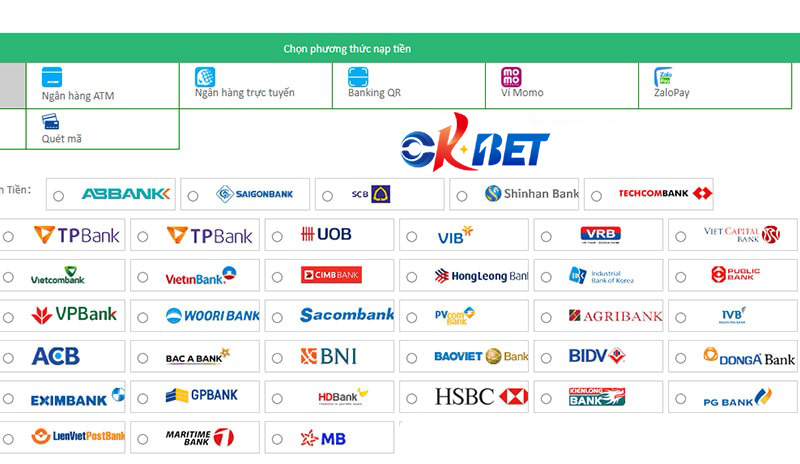 Chọn phương thức nạp tiền
Ngân hàng ATM
Ngân hàng trực tuyến
Banking QR
MOMO
Ví Momo
Zalo
Pay
ZaloPay
Quét mã
OKBET
Tiền:
ABBANK
SAIGONBANK
SCB
Shinhan Bank
TECHCOMBANK
TPBank
TPBank
UOB
VIB
VRB
VIET CAPITAL
BANK
Vietcombank
VietinBank
CIMB BANK
HongLeong Ban
IBK
Industrial
Bank of Korea
PUBLIC
BANK
VPBank
WOORI BANK
Sacombank
PVcom
Bank
AGRIBANK
IVB
ACB
BAC A BANK
BNI
BAOVIET Bank
BIDV
DONGA Bank
EXIMBANK
GPBANK
HDBank
HSBC
KIENLONG
BANK
PG BANK
LienVietPostBank
MARITIME
BANK
MB